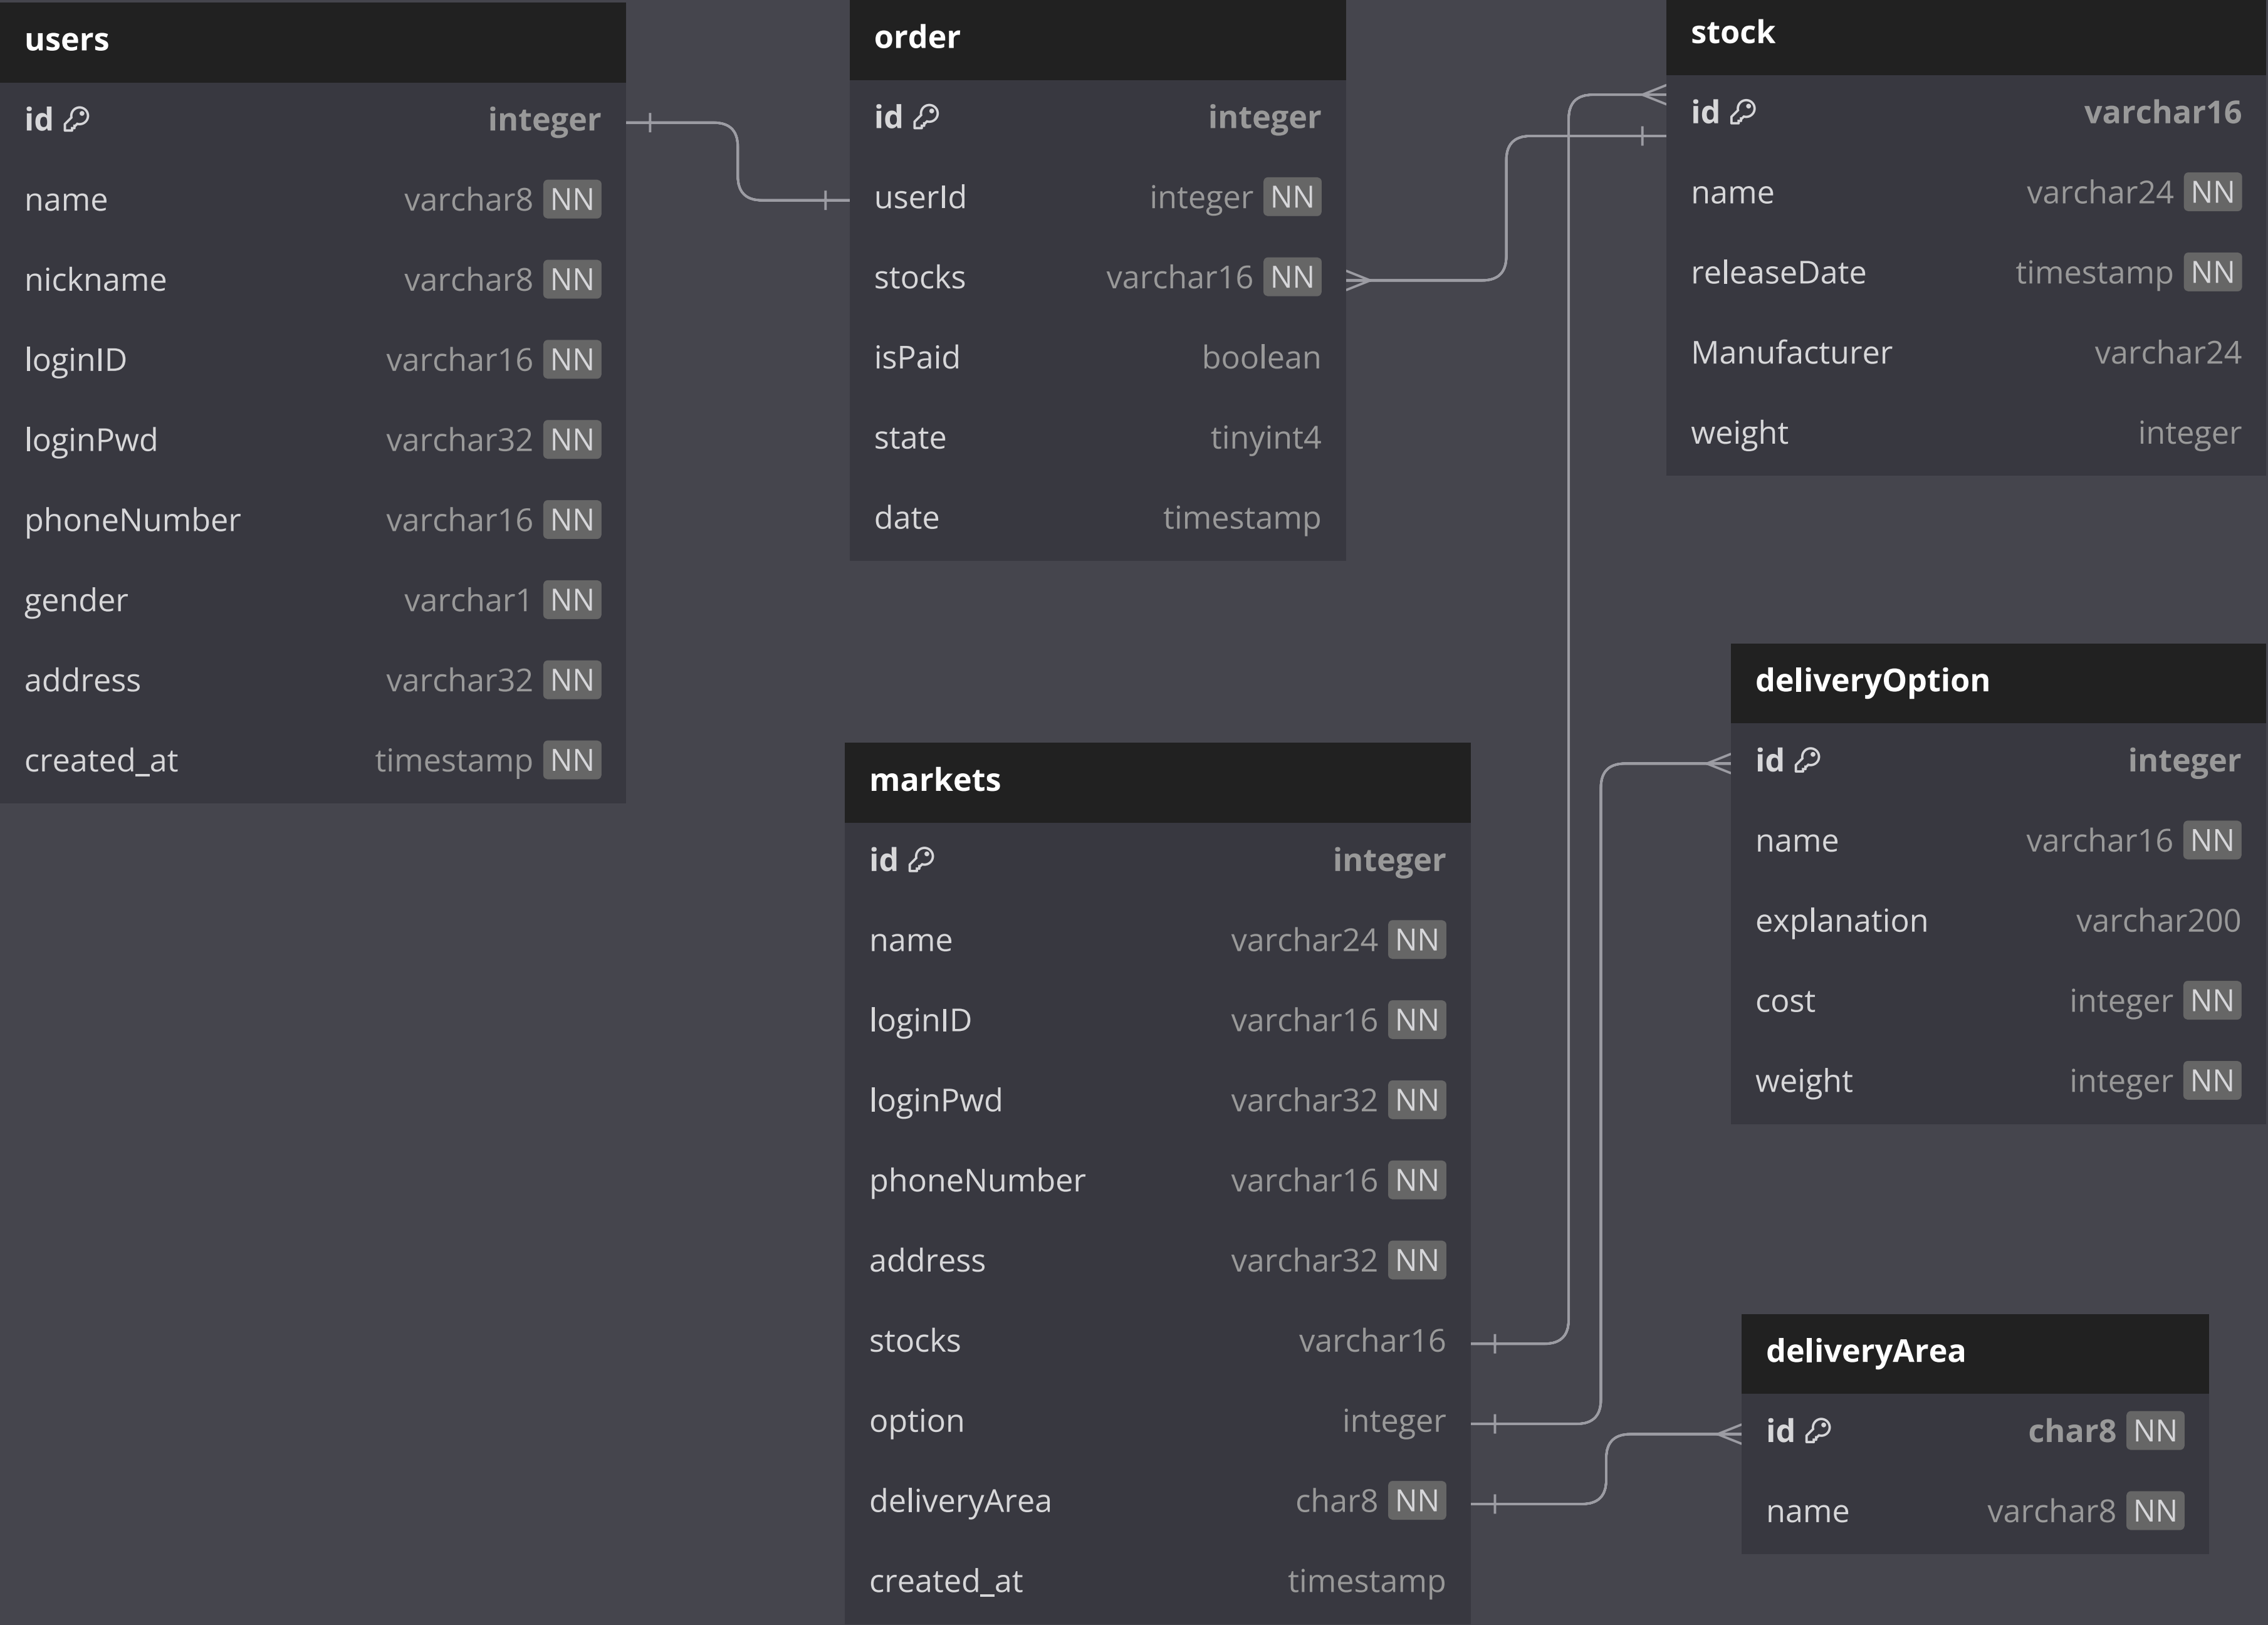 users
id integer
name varchar8 NN
nickname varchar8 NN
loginID varchar16 NN
loginPwd varchar32 NN
phoneNumber varchar16 NN
gender varchar1 NN
address varchar32 NN
created_at timestamp NN
order
id integer
userId integer NN
stocks varchar16 NN
isPaid boolean
state tinyint4
date timestamp
stock
id varchar16
name varchar24 NN
releaseDate timestamp NN
Manufacturer varchar24
weight integer
markets
id integer
name varchar24 NN
loginID varchar16 NN
loginPwd varchar32 NN
phoneNumber varchar16 NN
address varchar32 NN
stocks varchar16
option integer
deliveryArea char8 NN
created_at timestamp
deliveryOption
id integer
name varchar16 NN
explanation varchar200
cost integer NN
weight integer NN
deliveryArea
id char8 NN
name varchar8 NN